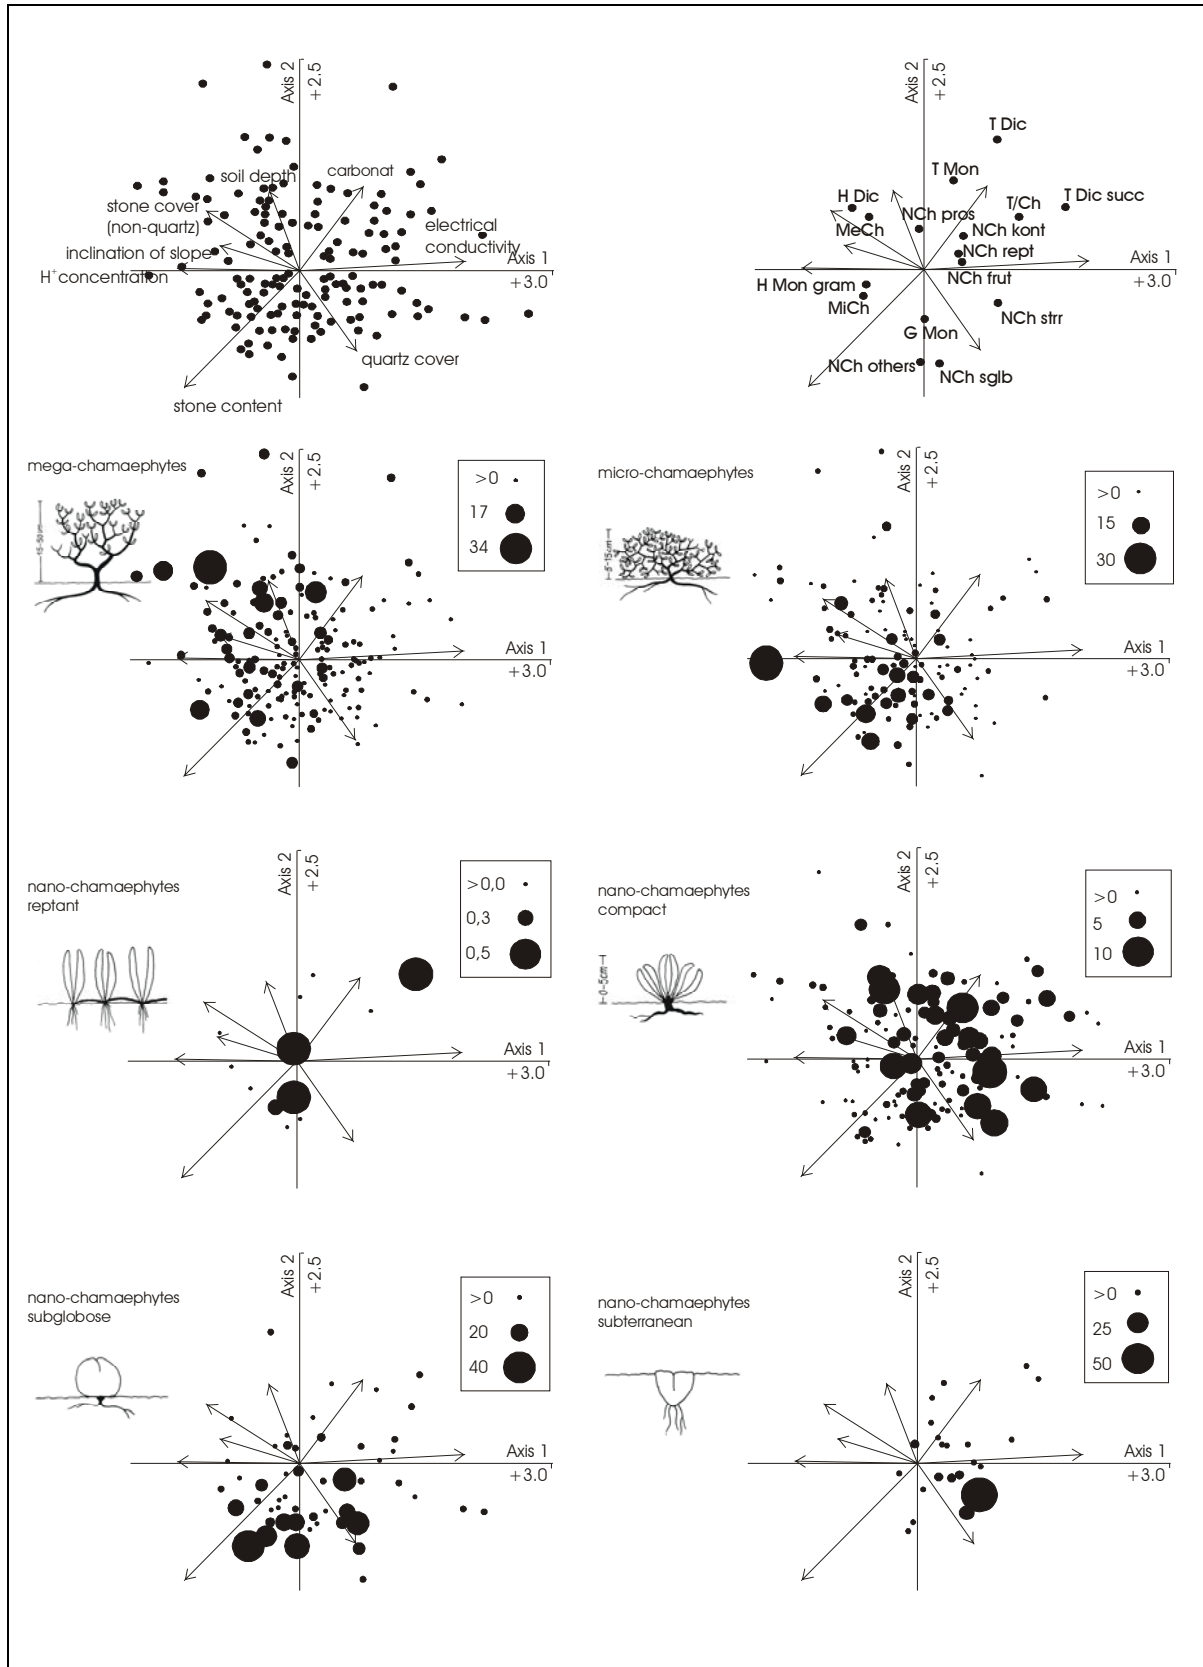 Axis 2
+2.5
soil depth
carbonat
stone cover
(non-quartz)
electrical
conductivity
inclination of slope
Axis 1
H⁺concentration
+3.0
quartz cover
stone content
Axis 2
+2.5
T Dic
T Mon
H Dic
T/Ch
T Dic succ
NCh pros
MeCh
NCh kont
NCh rept
Axis 1
NCh frut
+3.0
H Mon gram
MiCh
NCh strr
G Mon
NCh others
NCh sglb
mega-chamaephytes
15-50cm
Axis 2
+2.5
>0
17
34
Axis 1
+3.0
micro-chamaephytes
5-15cm
Axis 2
+2.5
>0
15
30
Axis 1
+3.0
nano-chamaephytes
reptant
Axis 2
+2.5
>0,0
0,3
0,5
Axis 1
+3.0
nano-chamaephytes
compact
0-5cm
Axis 2
+2.5
>0
5
10
Axis 1
+3.0
nano-chamaephytes
subglobose
Axis 2
+2.5
>0
20
40
Axis 1
+3.0
nano-chamaephytes
subterranean
Axis 2
+2.5
>0
25
50
Axis 1
+3.0